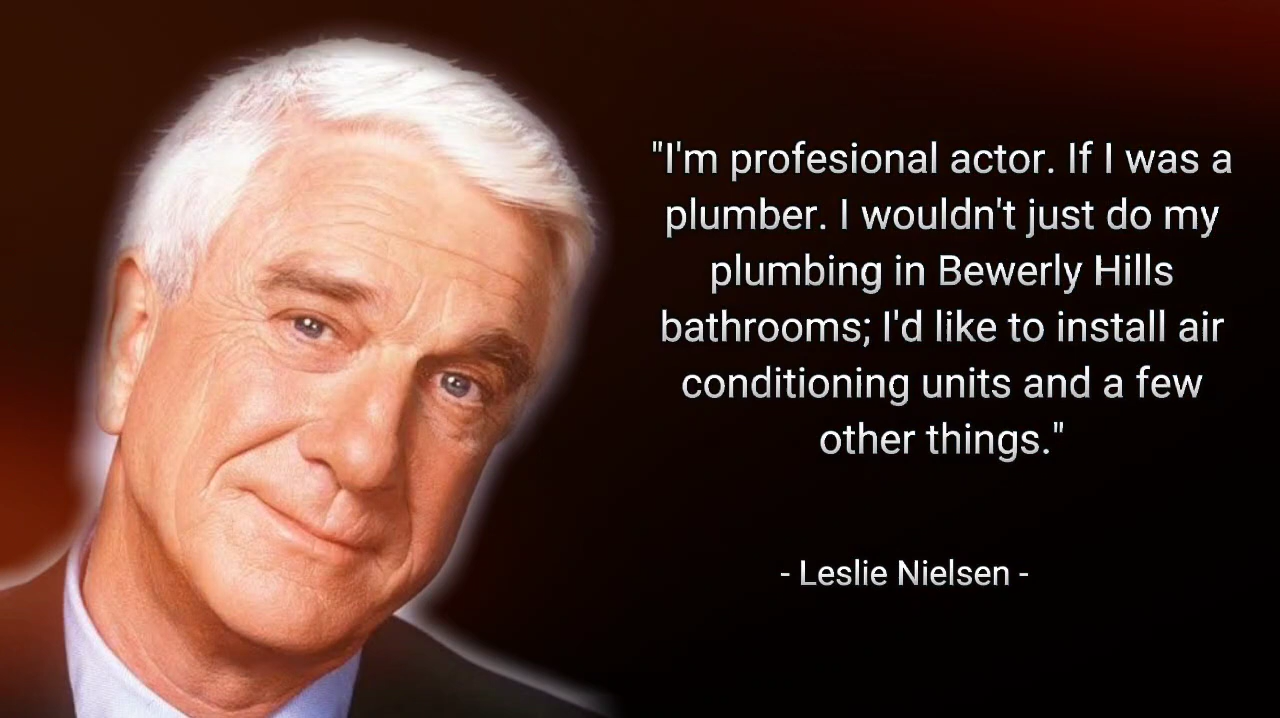 "I'm profesional actor. If I was a
plumber. I wouldn't just do my
plumbing in Bewerly Hills
bathrooms; I'd like to install air
conditioning units and a few
other things."
- Leslie Nielsen -